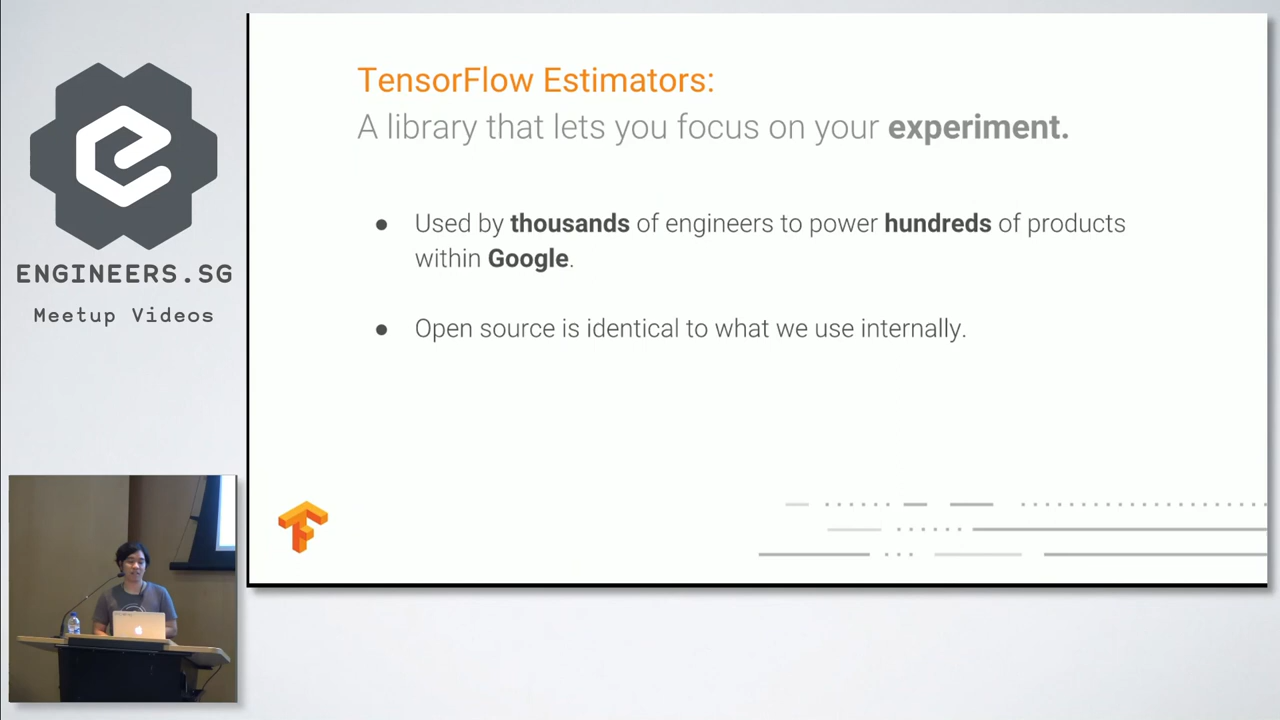 ENGINEERS.SG
Meetup Videos
TensorFlow Estimators:
A library that lets you focus on your experiment.
● Used by thousands of engineers to power hundreds of products
within Google.
● Open source is identical to what we use internally.